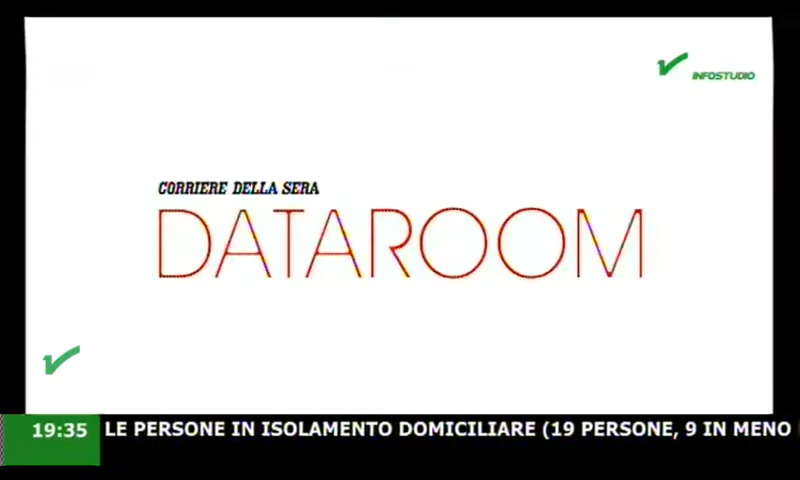 INFOSTUDIO
CORRIERE DELLA SERA
DATAROOM
19:35 LE PERSONE IN ISOLAMENTO DOMICILIARE (19 PERSONE, 9 IN MENO